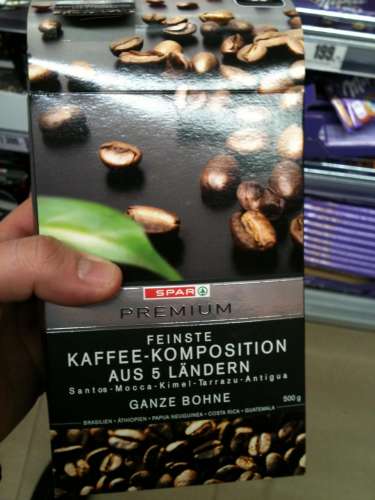 199.-
SPAR
PREMIUM
FEINSTE
KAFFEE-KOMPOSITION
AUS 5 LÄNDERN
Santos-Mocca-Kimel-Tarrazu-Antigua
GANZE BOHNE
500 g
BRASILIEN • ÄTHIOPIEN • PAPUA NEUGUINEA • COSTA RICA • GUATEMALA